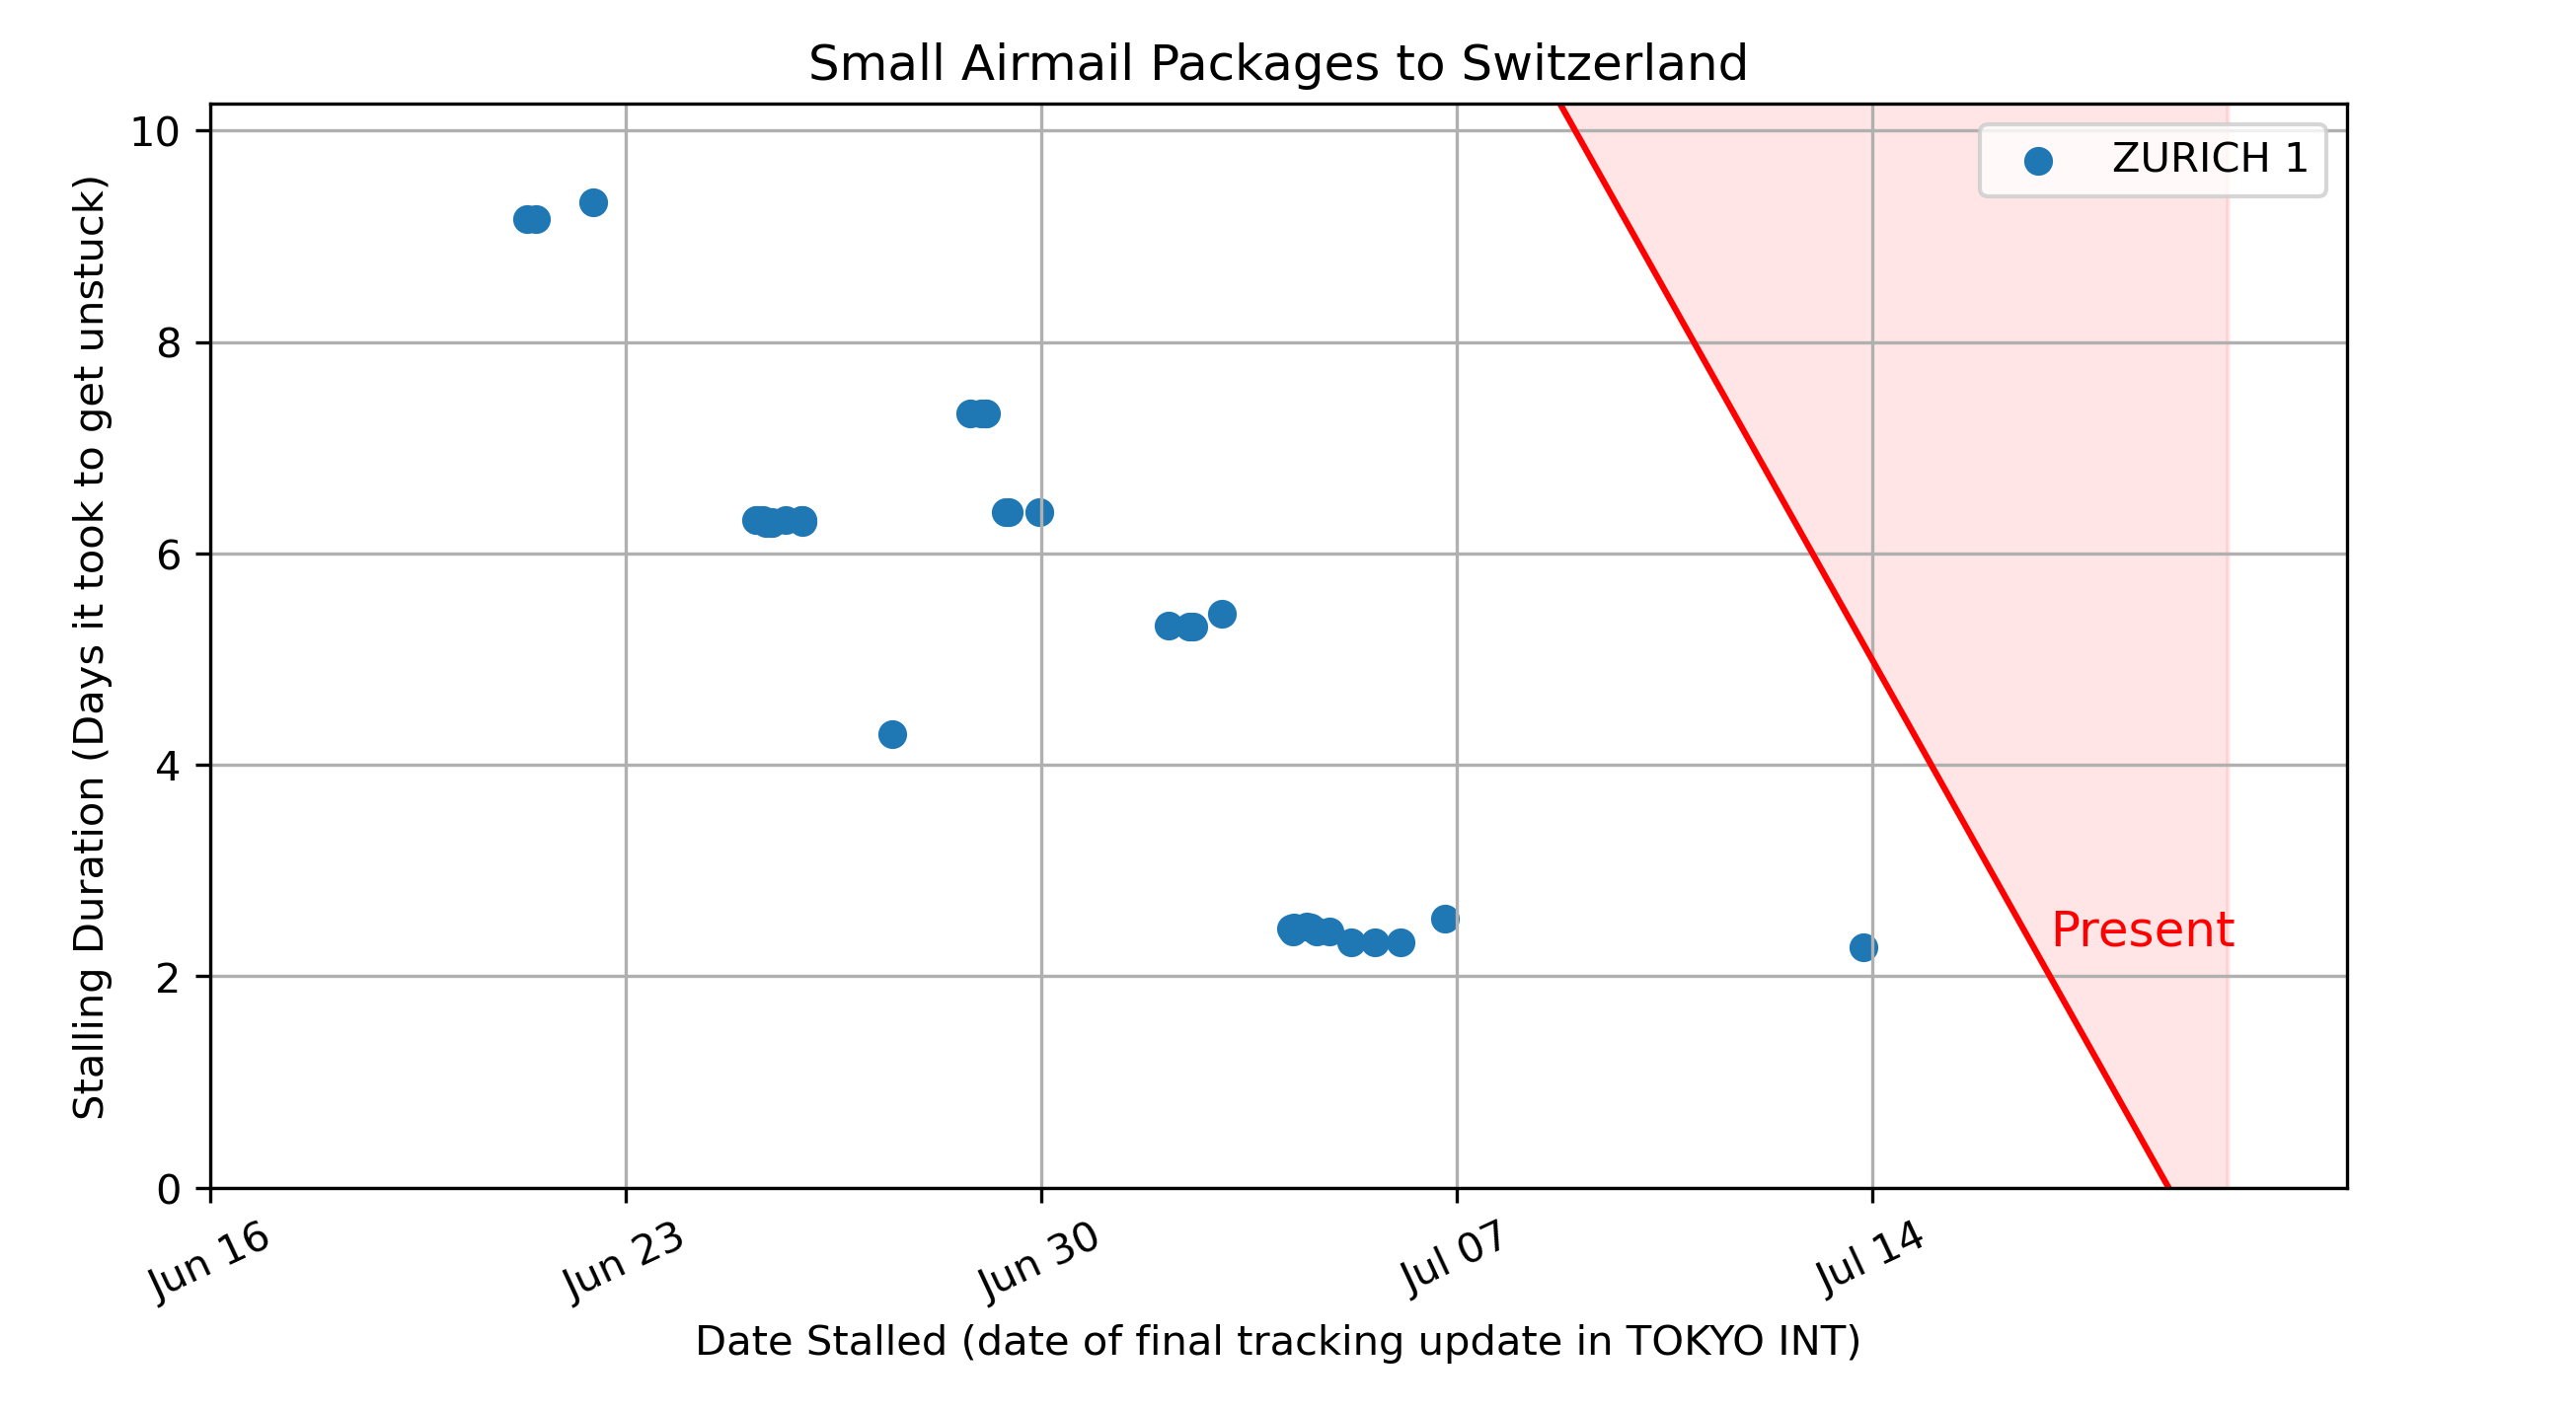 Small Airmail Packages to Switzerland
ZURICH 1
Stalling Duration (Days it took to get unstuck)
10
8
6
4
2
0
Present
Jun 16
Jun 23
Jun 30
Jul 07
Jul 14
Date Stalled (date of final tracking update in TOKYO INT)